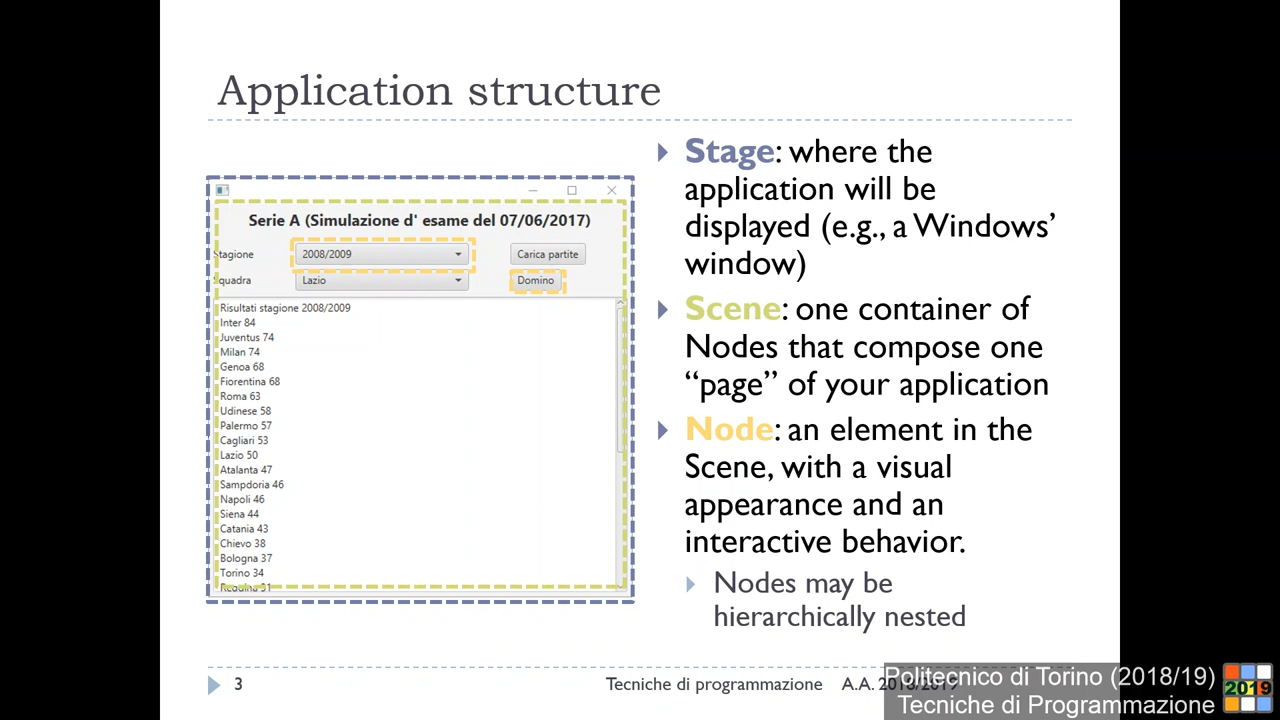 Application structure
Serie A (Simulazione d' esame del 07/06/2017)
Stagione
2008/2009
Carica partite
Squadra
Lazio
Domino
Risultati stagione 2008/2009
Inter 84
Juventus 74
Milan 74
Genoa 68
Fiorentina 68
Roma 63
Udinese 58
Palermo 57
Cagliari 53
Lazio 50
Atalanta 47
Sampdoria 46
Napoli 46
Siena 44
Catania 43
Chievo 38
Bologna 37
Torino 34
Reggina 31
Stage: where the
application will be
displayed (e.g., a Windows’
window)
Scene: one container of
Nodes that compose one
“page” of your application
Node: an element in the
Scene, with a visual
appearance and an
interactive behavior.
Nodes may be
hierarchically nested
3
Tecniche di programmazione A.A. 2018/2019
Politecnico di Torino (2018/19)
Tecniche di Programmazione
2019